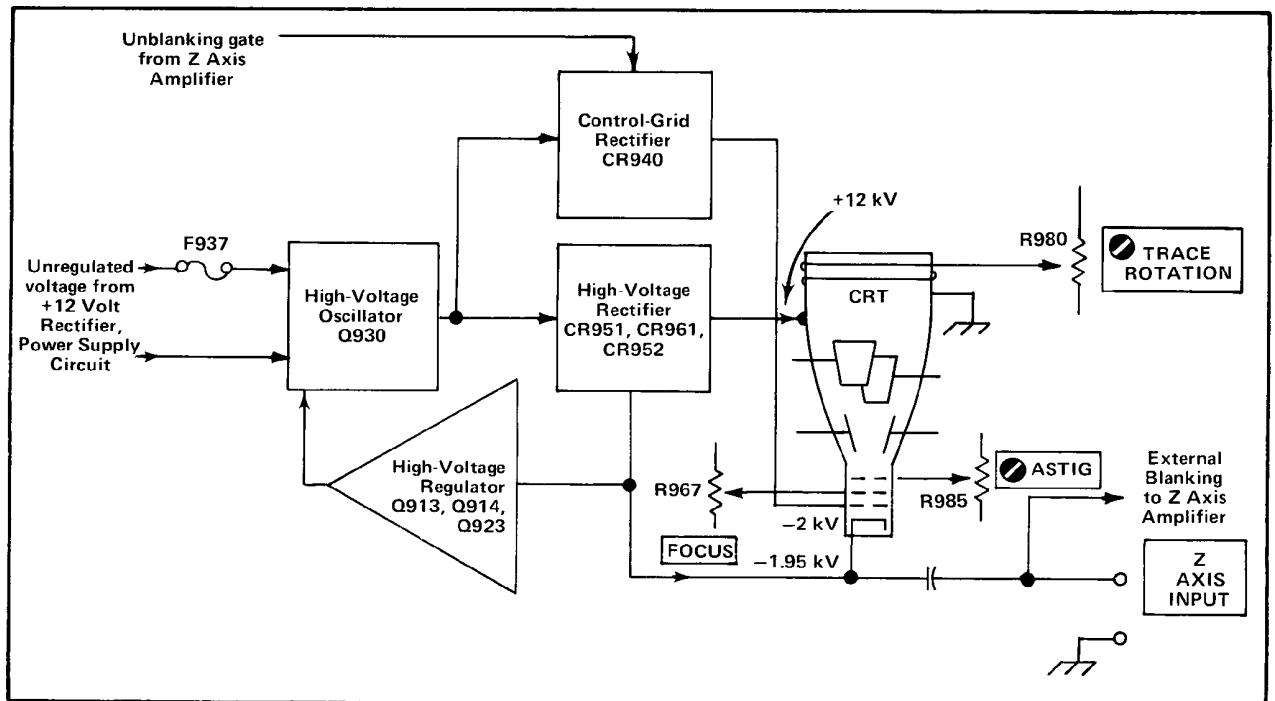 Unblanking gate
from Z Axis
Amplifier
Control-Grid
Rectifier
CR940
+12 kV
F937
Unregulated
voltage from
+12 Volt
Rectifier,
Power Supply
Circuit
High-Voltage
Oscillator
Q930
High-Voltage
Rectifier
CR951, CR961,
CR952
CRT
R980
TRACE
ROTATION
High-Voltage
Regulator
Q913, Q914,
Q923
R967
FOCUS
−2 kV
−1.95 kV
R985
ASTIG
External
Blanking
to Z Axis
Amplifier
Z
AXIS
INPUT